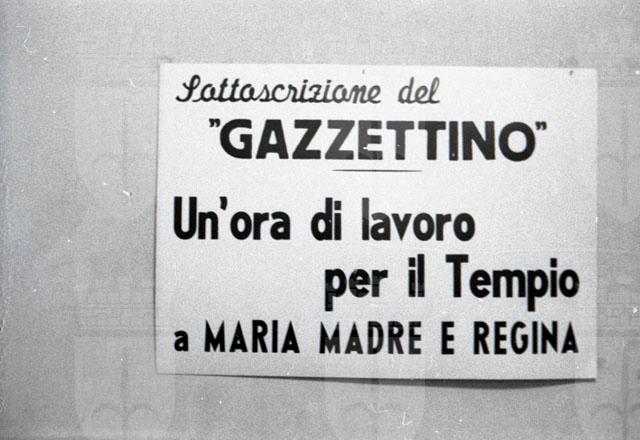 Sottoscrizione del
"GAZZETTINO"
Un'ora di lavoro
per il Tempio
a MARIA MADRE E REGINA